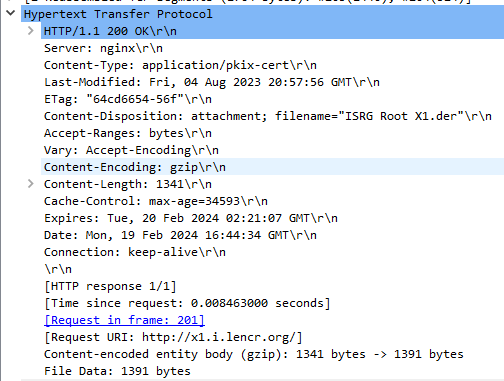 Hypertext Transfer Protocol
HTTP/1.1 200 OK\r\n
Server: nginx\r\n
Content-Type: application/pkix-cert\r\n
Last-Modified: Fri, 04 Aug 2023 20:57:56 GMT\r\n
ETag: "64cd6654-56f"\r\n
Content-Disposition: attachment; filename="ISRG Root X1.der"\r\n
Accept-Ranges: bytes\r\n
Vary: Accept-Encoding\r\n
Content-Encoding: gzip\r\n
Content-Length: 1341\r\n
Cache-Control: max-age=34593\r\n
Expires: Tue, 20 Feb 2024 02:21:07 GMT\r\n
Date: Mon, 19 Feb 2024 16:44:34 GMT\r\n
Connection: keep-alive\r\n
\r\n
[HTTP response 1/1]
[Time since request: 0.008463000 seconds]
[Request in frame: 201]
[Request URI: http://x1.i.lencr.org/]
Content-encoded entity body (gzip): 1341 bytes -> 1391 bytes
File Data: 1391 bytes